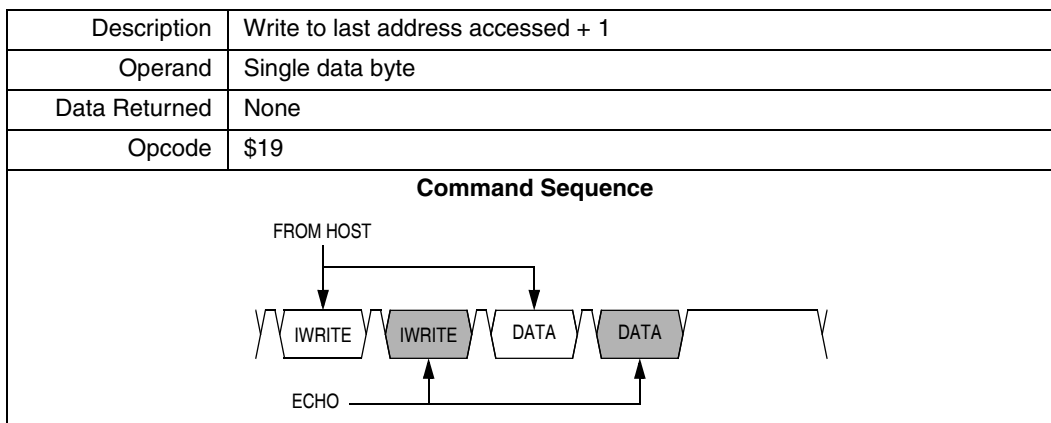 Description Write to last address accessed + 1
Operand Single data byte
Data Returned None
Opcode $19
Command Sequence
FROM HOST
IWRITE IWRITE DATA DATA
ECHO